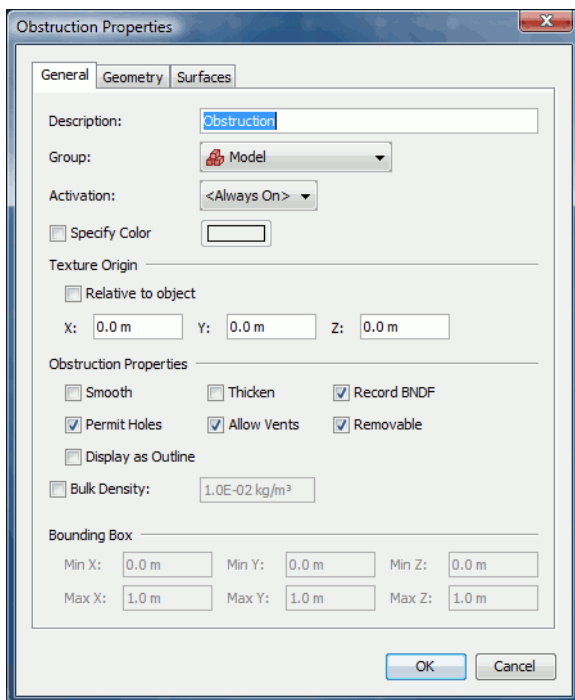 Obstruction Properties
General Geometry Surfaces
Description: Obstruction
Group: Model
Activation: <Always On>
Specify Color
Texture Origin
Relative to object
X: 0.0 m Y: 0.0 m Z: 0.0 m
Obstruction Properties
Smooth Thicken Record BNDF
Permit Holes Allow Vents Removable
Display as Outline
Bulk Density: 1.0E-02 kg/m³
Bounding Box
Min X: 0.0 m Min Y: 0.0 m Min Z: 0.0 m
Max X: 1.0 m Max Y: 1.0 m Max Z: 1.0 m
OK Cancel